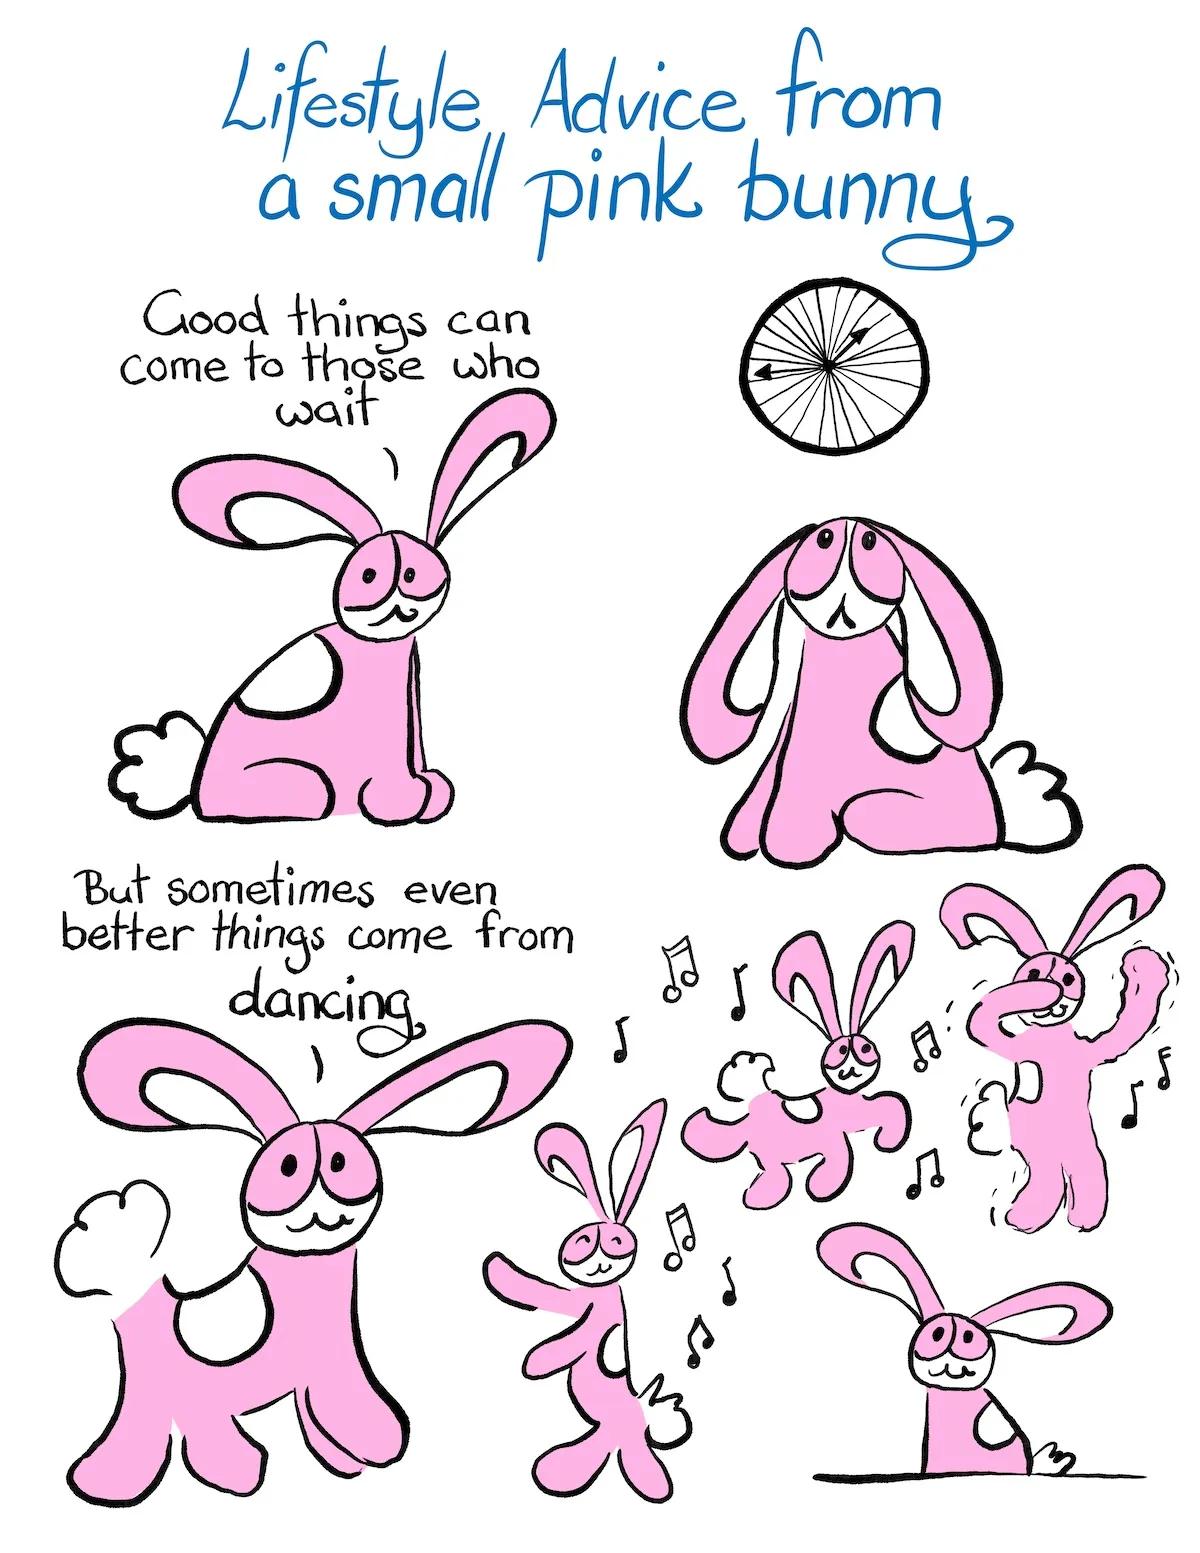 Lifestyle Advice from
a small pink bunny
Good things can
come to those who
wait
But sometimes even
better things come from
dancing